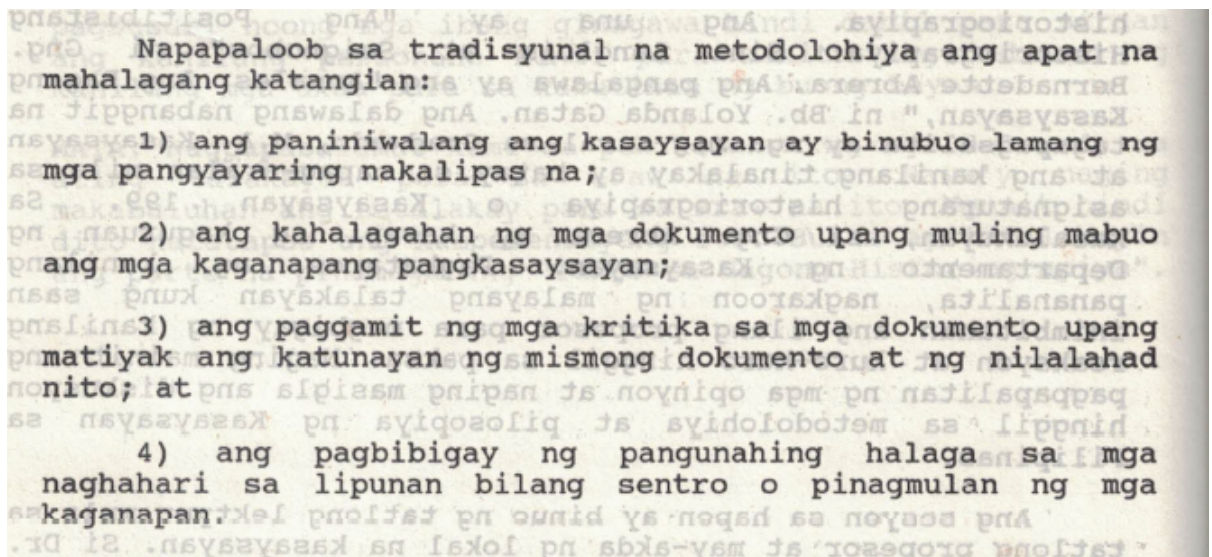 Napapaloob sa tradisyunal na metodolohiya ang apat na
mahalagang katangian:
1) ang paniniwalang ang kasaysayan ay binubuo lamang ng
mga pangyayaring nakalipas na;
2) ang kahalagahan ng mga dokumento upang muling mabuo
ang mga kaganapang pangkasaysayan;
3) ang paggamit ng mga kritika sa mga dokumento upang
matiyak ang katunayan ng mismong dokumento at ng nilalahad
nito; at
4) ang pagbibigay ng pangunahing halaga sa mga
naghahari sa lipunan bilang sentro o pinagmulan ng mga
kaganapan.